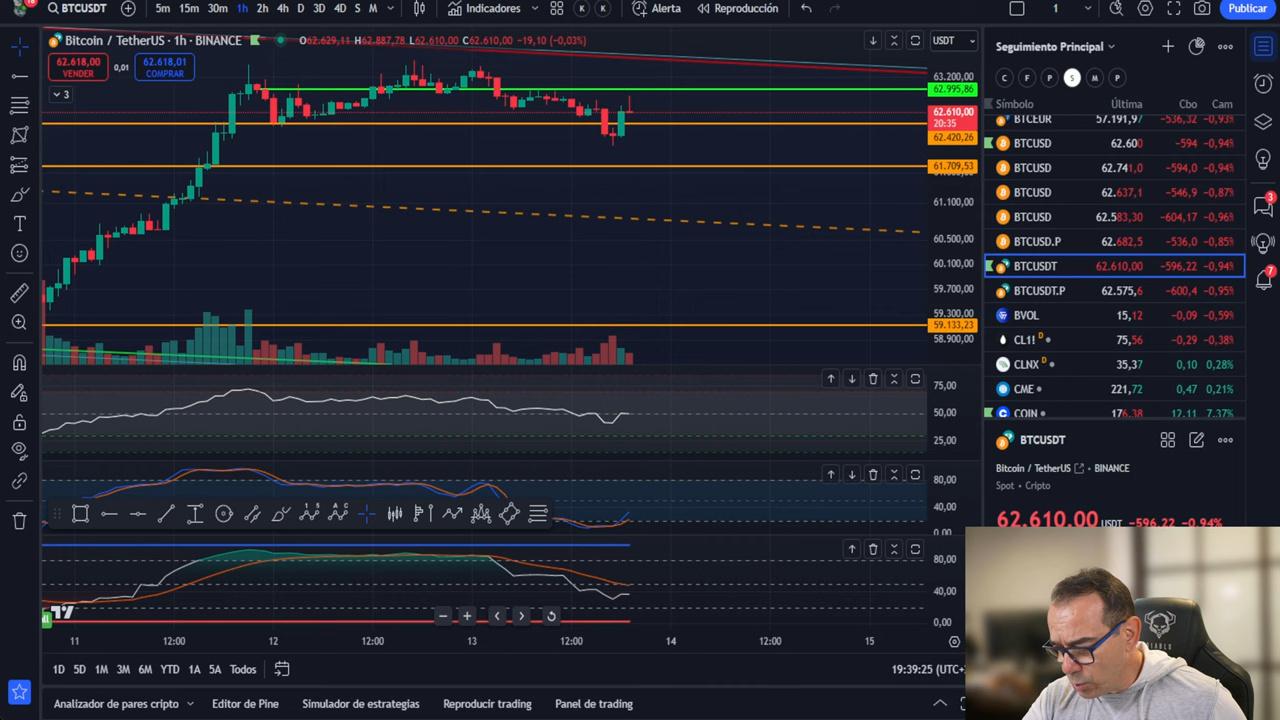 BTCUSDT
5m 15m 30m 1h 2h 4h D 3D 4D S M
Indicadores
K K
Alerta
Reproducción
1
Publicar
Bitcoin / TetherUS · 1h · BINANCE
O62.629,11 H62.887,78 L62.610,00 C62.610,00 −19,10 (−0,03%)
USDT
62.618,00
VENDER
0,01
62.618,01
COMPRAR
3
63.200,00
62.995,86
62.610,00
20:35
62.420,26
61.709,53
61.100,00
60.500,00
60.100,00
59.700,00
59.300,00
59.133,23
58.900,00
75,00
50,00
25,00
80,00
40,00
0,00
80,00
40,00
0,00
11 12:00 12 12:00 13 12:00 14 12:00 15
1D 5D 1M 3M 6M YTD 1A 5A Todos
19:39:25 (UTC+
Analizador de pares cripto
Editor de Pine
Simulador de estrategias
Reproducir trading
Panel de trading
Seguimiento Principal
C F P S M P
Símbolo Última Cbo Cam
BTCEUR 57.191,97 −536,32 −0,93%
BTCUSD 62.600 −594 −0,94%
BTCUSD 62.741,0 −594,0 −0,94%
BTCUSD 62.637,1 −546,9 −0,87%
BTCUSD 62.583,30 −604,17 −0,96%
BTCUSD.P 62.682,5 −536,0 −0,85%
BTCUSDT 62.610,00 −596,22 −0,94%
BTCUSDT.P 62.575,6 −600,4 −0,95%
BVOL 15,12 −0,09 −0,59%
CL1! D 75,56 −0,29 −0,38%
CLNX D 35,37 0,10 0,28%
CME 221,72 0,47 0,21%
COIN 176,38 12,11 7,37%
BTCUSDT
Bitcoin / TetherUS · BINANCE
Spot · Cripto
62.610,00 USDT −596,22 −0,94%
3
7
DIABLO